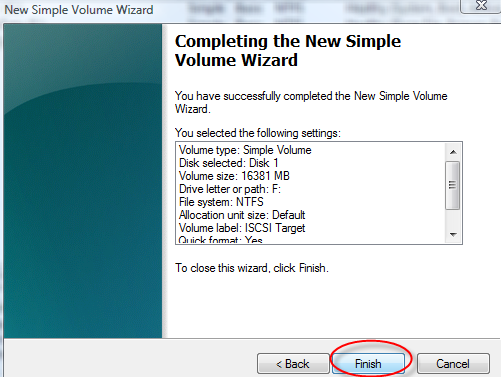 New Simple Volume Wizard
Completing the New Simple
Volume Wizard
You have successfully completed the New Simple Volume
Wizard.
You selected the following settings:
Volume type: Simple Volume
Disk selected: Disk 1
Volume size: 16381 MB
Drive letter or path: F:
File system: NTFS
Allocation unit size: Default
Volume label: ISCSI Target
Quick format: Yes
To close this wizard, click Finish.
< Back
Finish
Cancel